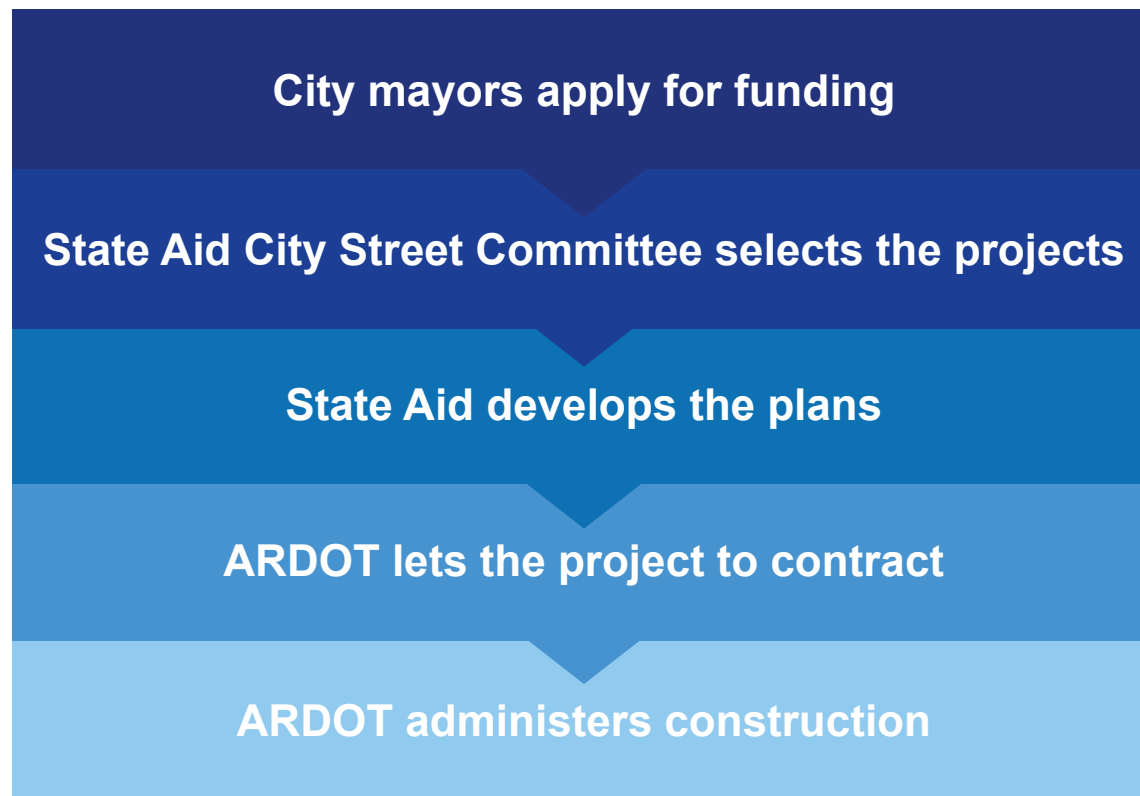 City mayors apply for funding
State Aid City Street Committee selects the projects
State Aid develops the plans
ARDOT lets the project to contract
ARDOT administers construction